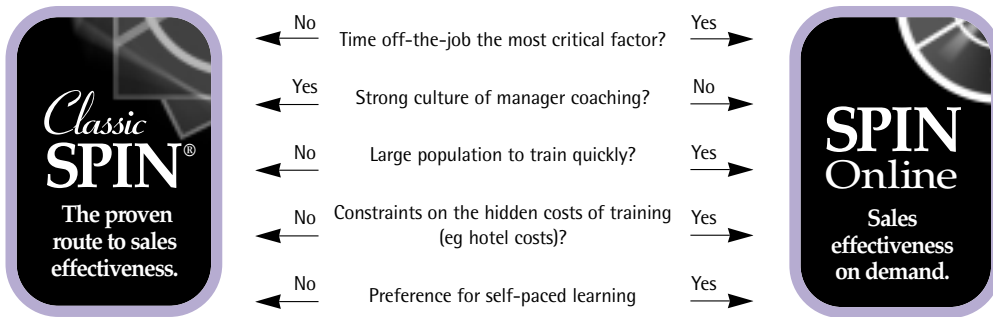 Classic
SPIN®
The proven
route to sales
effectiveness.
No Time off-the-job the most critical factor? Yes
Yes Strong culture of manager coaching? No
No Large population to train quickly? Yes
No Constraints on the hidden costs of training Yes
(eg hotel costs)?
No Preference for self-paced learning Yes
SPIN
Online
Sales
effectiveness
on demand.